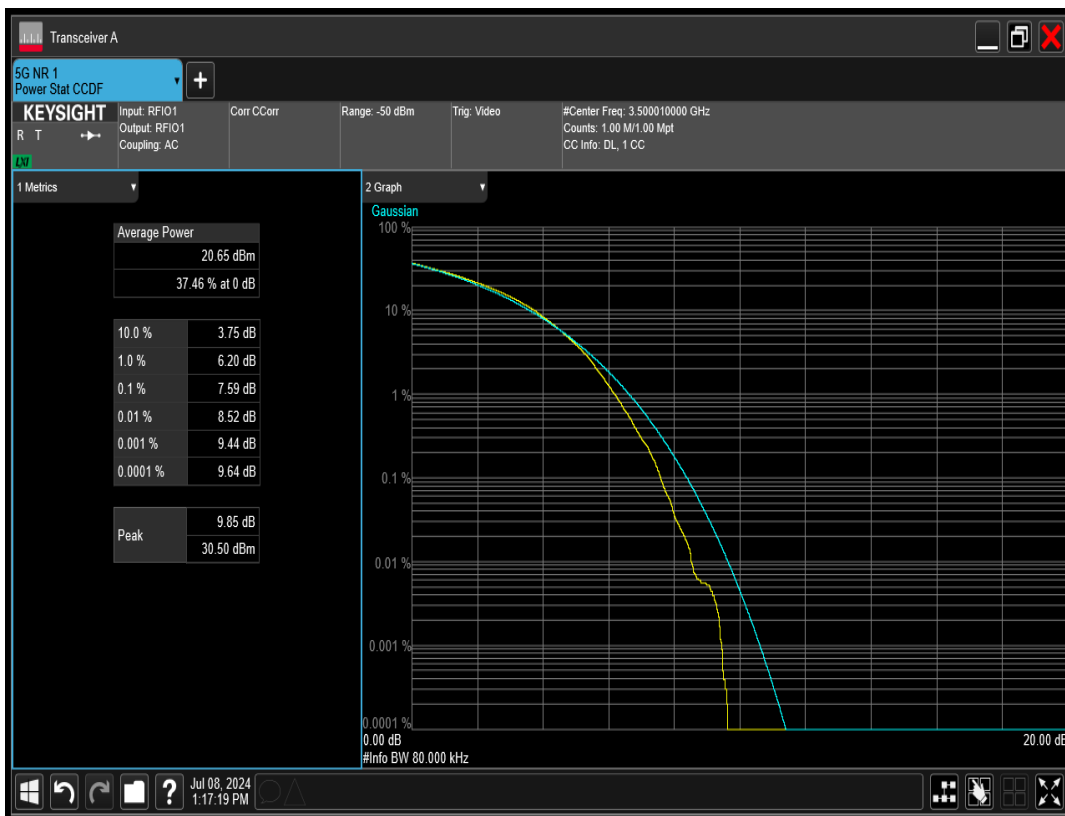 Transceiver A
5G NR 1
Power Stat CCDF
+
KEYSIGHT
R T
LXI
Input: RFIO1
Output: RFIO1
Coupling: AC
Corr CCorr
Range: -50 dBm
Trig: Video
#Center Freq: 3.500010000 GHz
Counts: 1.00 M/1.00 Mpt
CC Info: DL, 1 CC
1 Metrics
Average Power
20.65 dBm
37.46 % at 0 dB
10.0 % 3.75 dB
1.0 % 6.20 dB
0.1 % 7.59 dB
0.01 % 8.52 dB
0.001 % 9.44 dB
0.0001 % 9.64 dB
Peak
9.85 dB
30.50 dBm
2 Graph
Gaussian
100 %
10 %
1 %
0.1 %
0.01 %
0.001 %
0.0001 %
0.00 dB
20.00 dB
#Info BW 80.000 kHz
?
Jul 08, 2024
1:17:19 PM